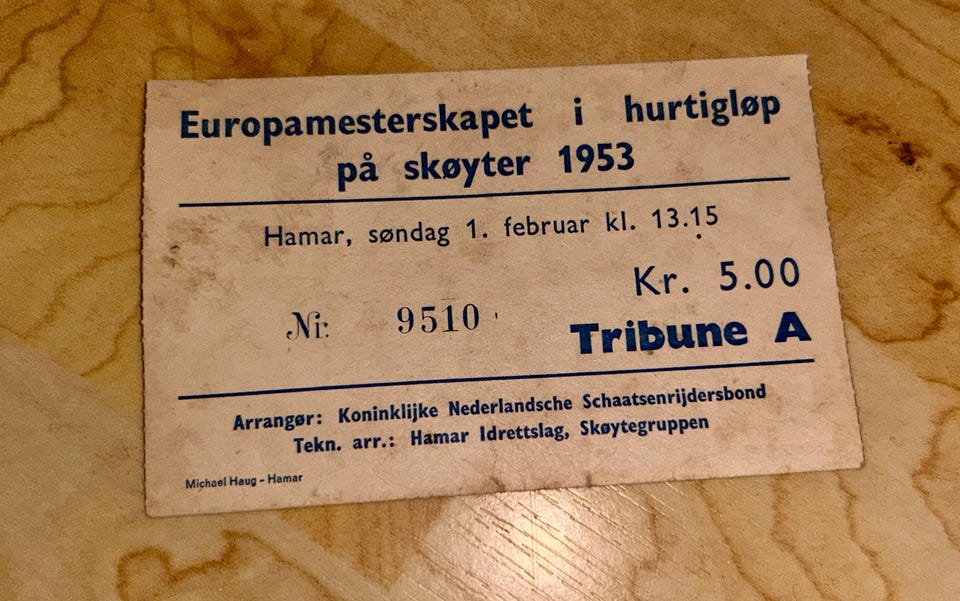 Europamesterskapet i hurtigløp
på skøyter 1953
Hamar, søndag 1. februar kl. 13.15
Kr. 5.00
Nr: 9510
Tribune A
Arrangør: Koninklijke Nederlandsche Schaatsenrijdersbond
Tekn. arr.: Hamar Idrettslag, Skøytegruppen
Michael Haug - Hamar